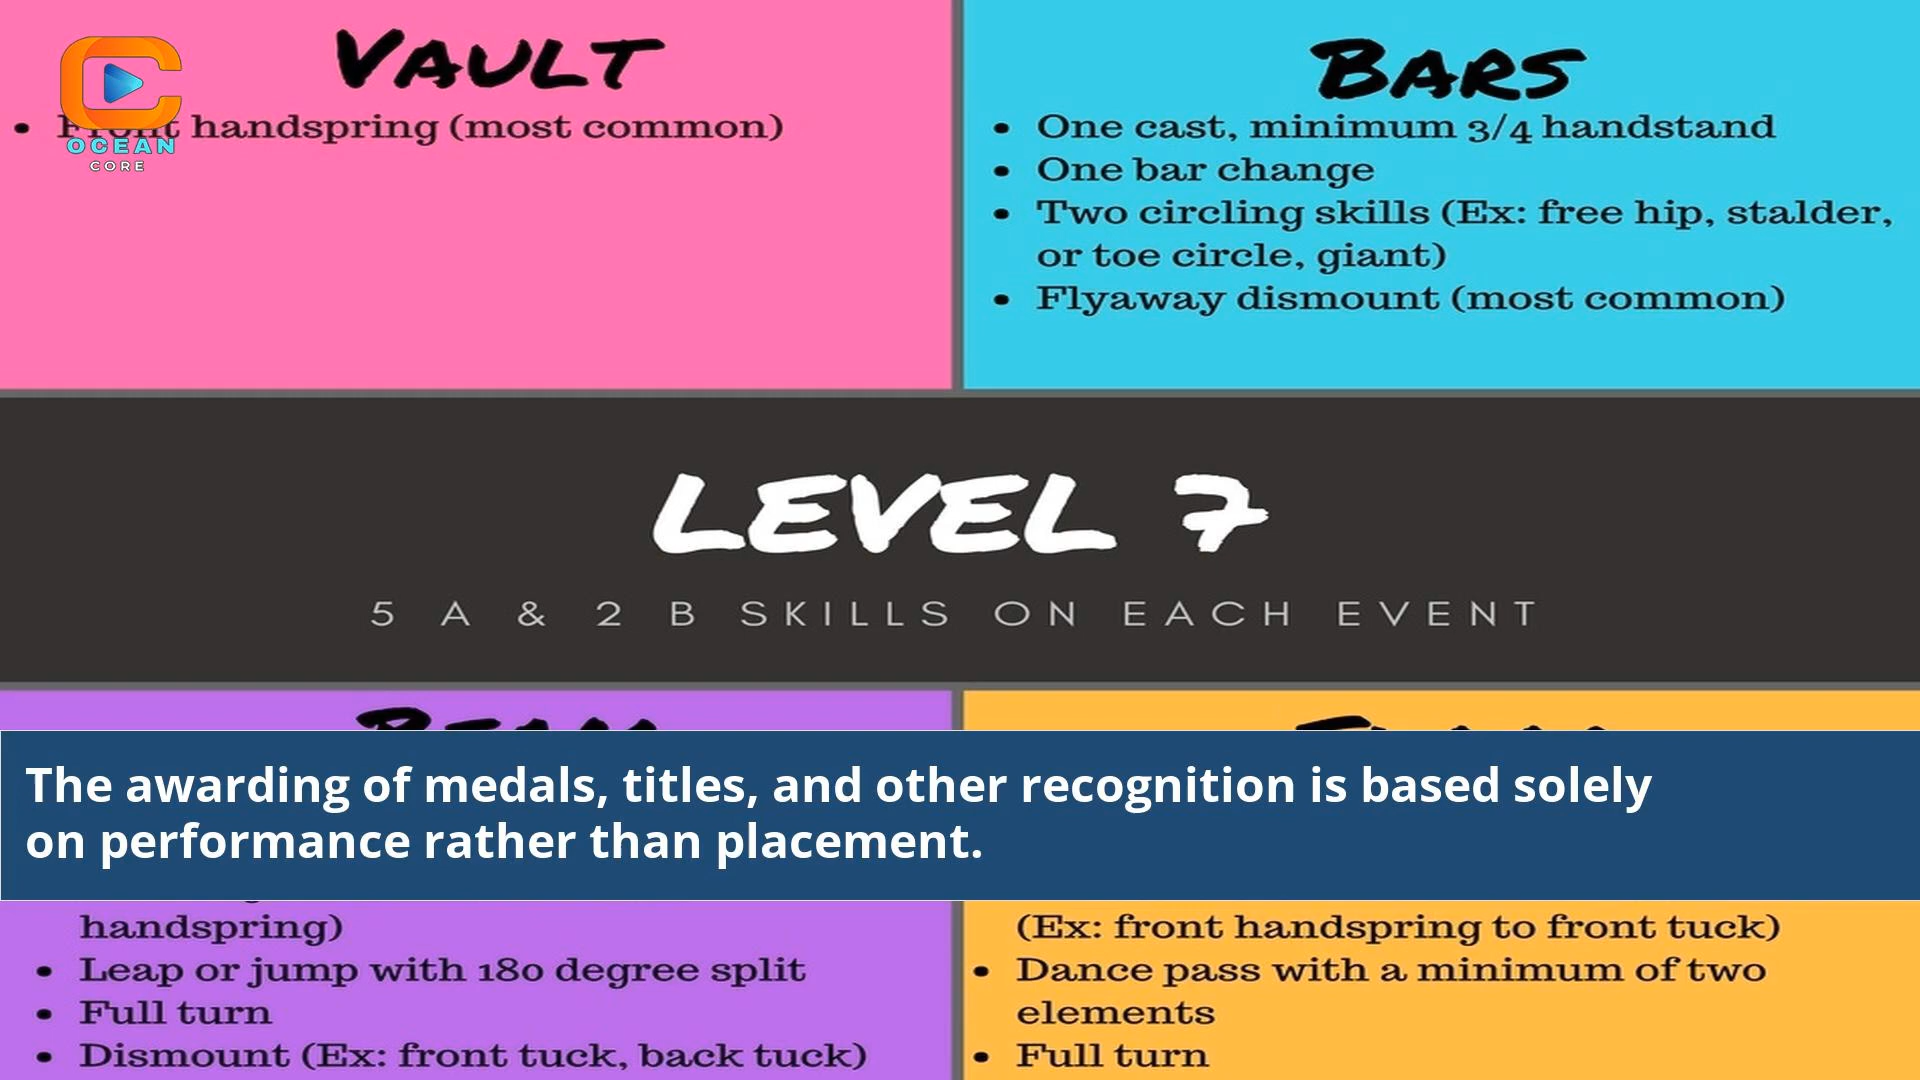 VAULT
Front handspring (most common)
OCEAN
CORE
BARS
One cast, minimum 3/4 handstand
One bar change
Two circling skills (Ex: free hip, stalder,
or toe circle, giant)
Flyaway dismount (most common)
LEVEL 7
5 A & 2 B SKILLS ON EACH EVENT
The awarding of medals, titles, and other recognition is based solely
on performance rather than placement.
handspring)
Leap or jump with 180 degree split
Full turn
Dismount (Ex: front tuck, back tuck)
(Ex: front handspring to front tuck)
Dance pass with a minimum of two
elements
Full turn